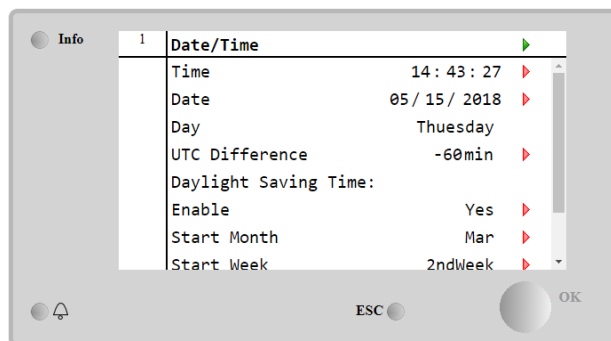 Info
1 Date/Time
Time 14:43:27
Date 05/15/2018
Day Thuesday
UTC Difference -60min
Daylight Saving Time:
Enable Yes
Start Month Mar
Start Week 2ndWeek
ESC
OK